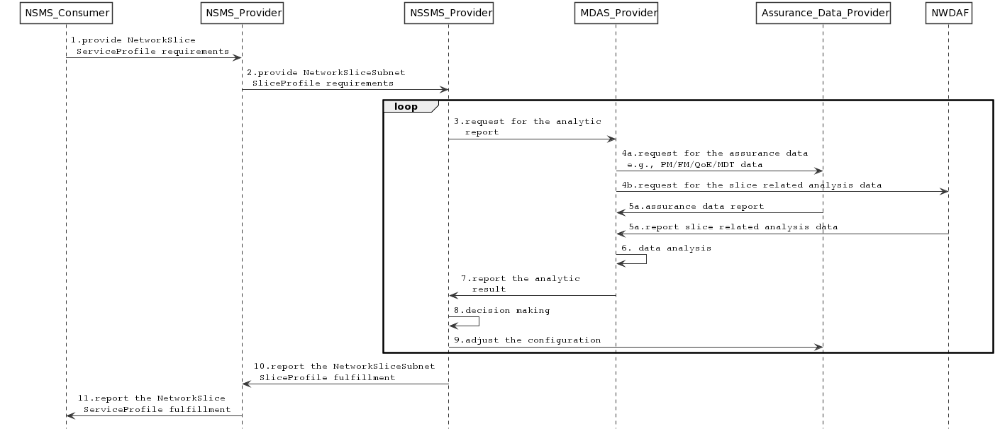 NSMS_Consumer
NSMS_Provider
NSSMS_Provider
MDAS_Provider
Assurance_Data_Provider
NWDAF
1.provide NetworkSlice
ServiceProfile requirements
2.provide NetworkSliceSubnet
SliceProfile requirements
loop
3.request for the analytic
report
4a.request for the assurance data
e.g., PM/FM/QoE/MDT data
4b.request for the slice related analysis data
5a.assurance data report
5a.report slice related analysis data
6. data analysis
7.report the analytic
result
8.decision making
9.adjust the configuration
10.report the NetworkSliceSubnet
SliceProfile fulfillment
11.report the NetworkSlice
ServiceProfile fulfillment